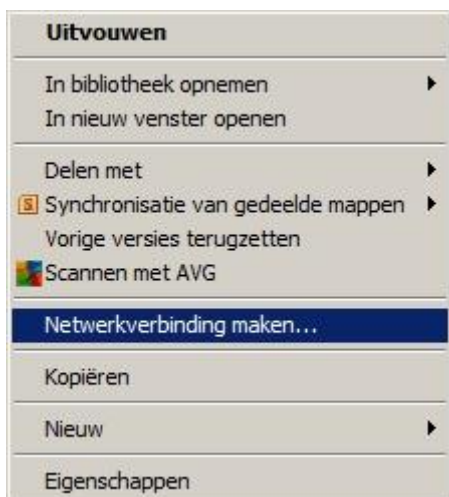 Uitvouwen
In bibliotheek opnemen
In nieuw venster openen
Delen met
S Synchronisatie van gedeelde mappen
Vorige versies terugzetten
Scannen met AVG
Netwerkverbinding maken...
Kopiëren
Nieuw
Eigenschappen